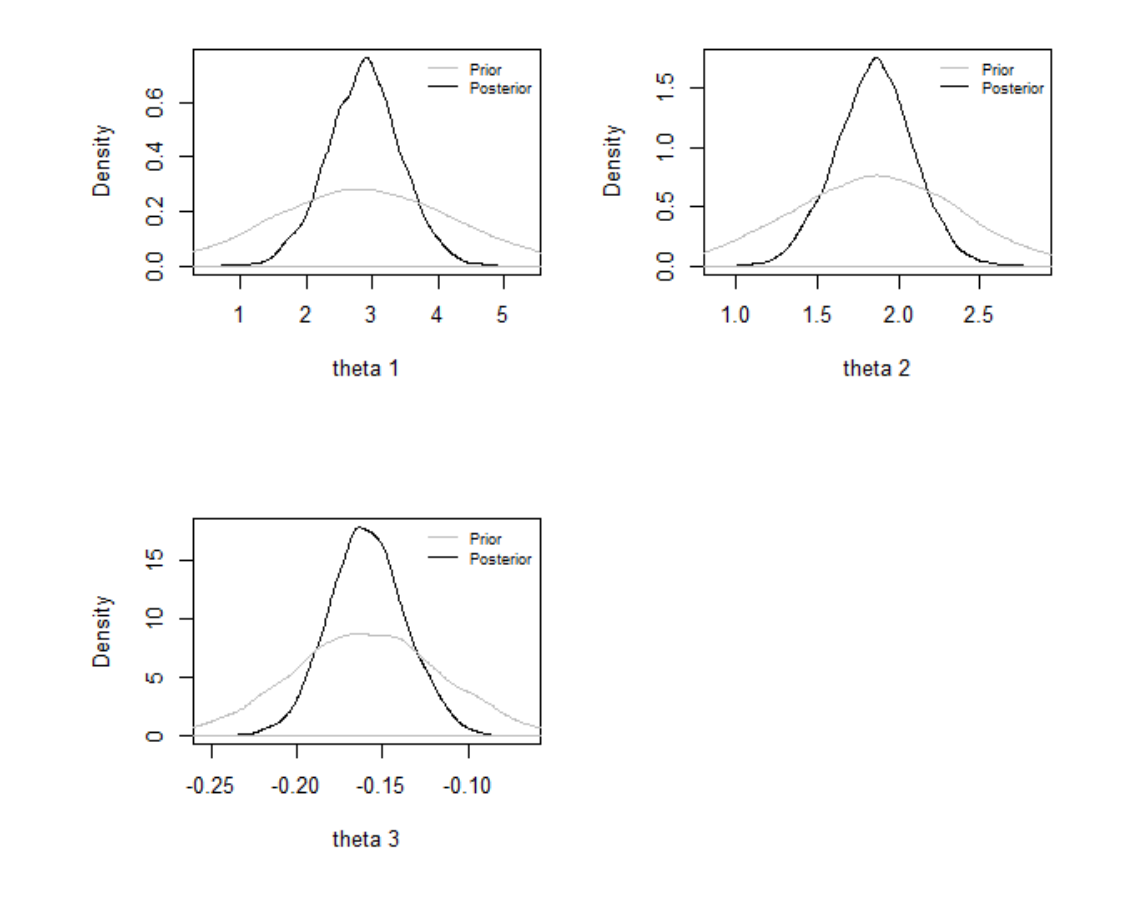 Density
0.0 0.2 0.4 0.6
Prior
Posterior
1 2 3 4 5
theta 1
Density
0.0 0.5 1.0 1.5
Prior
Posterior
1.0 1.5 2.0 2.5
theta 2
Density
0 5 10 15
Prior
Posterior
-0.25 -0.20 -0.15 -0.10
theta 3